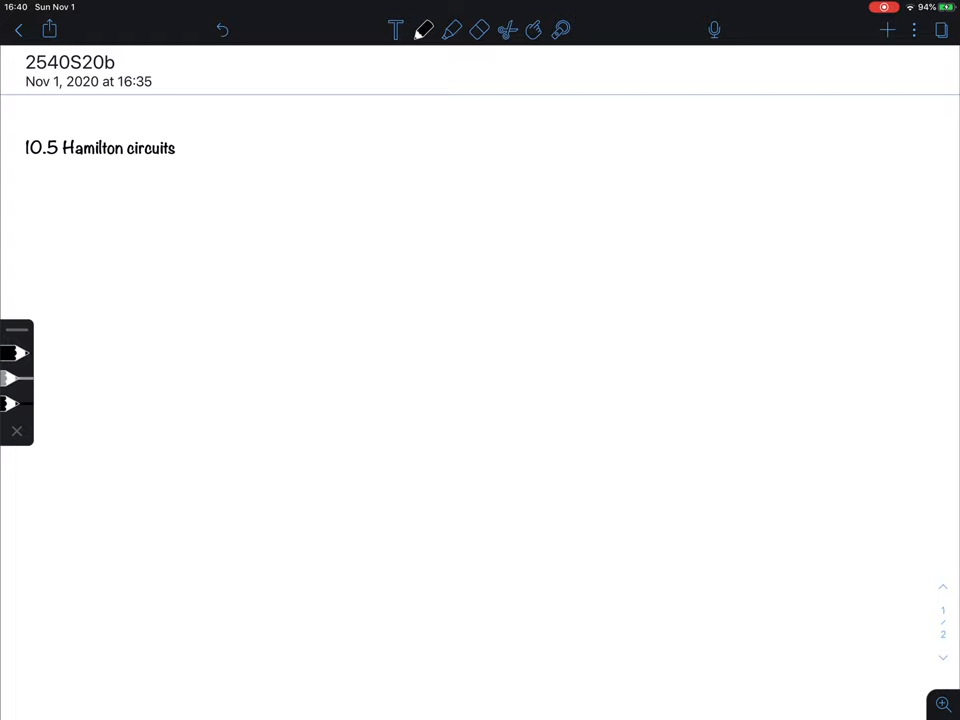 16:40 Sun Nov 1
94%
2540S20b
Nov 1, 2020 at 16:35
10.5 Hamilton circuits
1
/
2